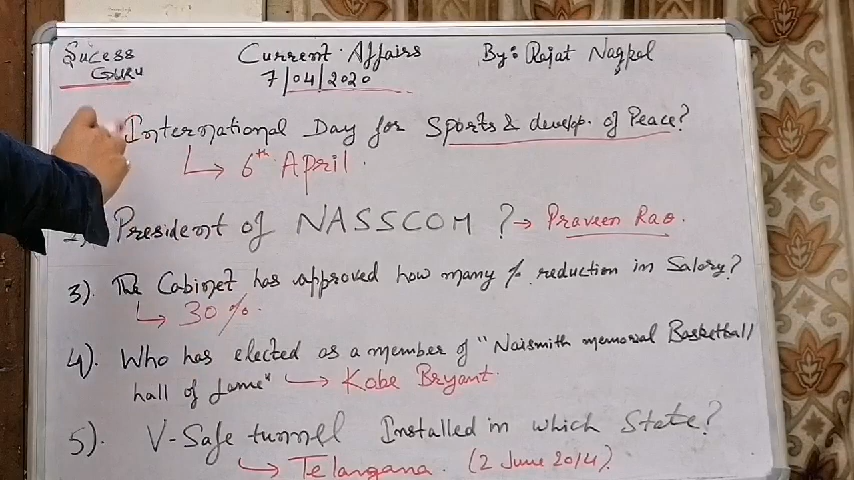 Sucess Current Affairs By: Rajat Nagpal
GURU 7/04/2020
International Day for Sports & develop. of Peace?
↳ 6th April.
2). President of NASSCOM ? → Praveen Rao.
3). The Cabinet has approved how many % reduction in Salary?
↳ 30%.
4). Who has elected as a member of "Naismith memorial Basketball
hall of fame" ↳ Kobe Bryant.
5). V-Safe tunnel Installed in which State?
↳ Telangana. (2 June 2014).